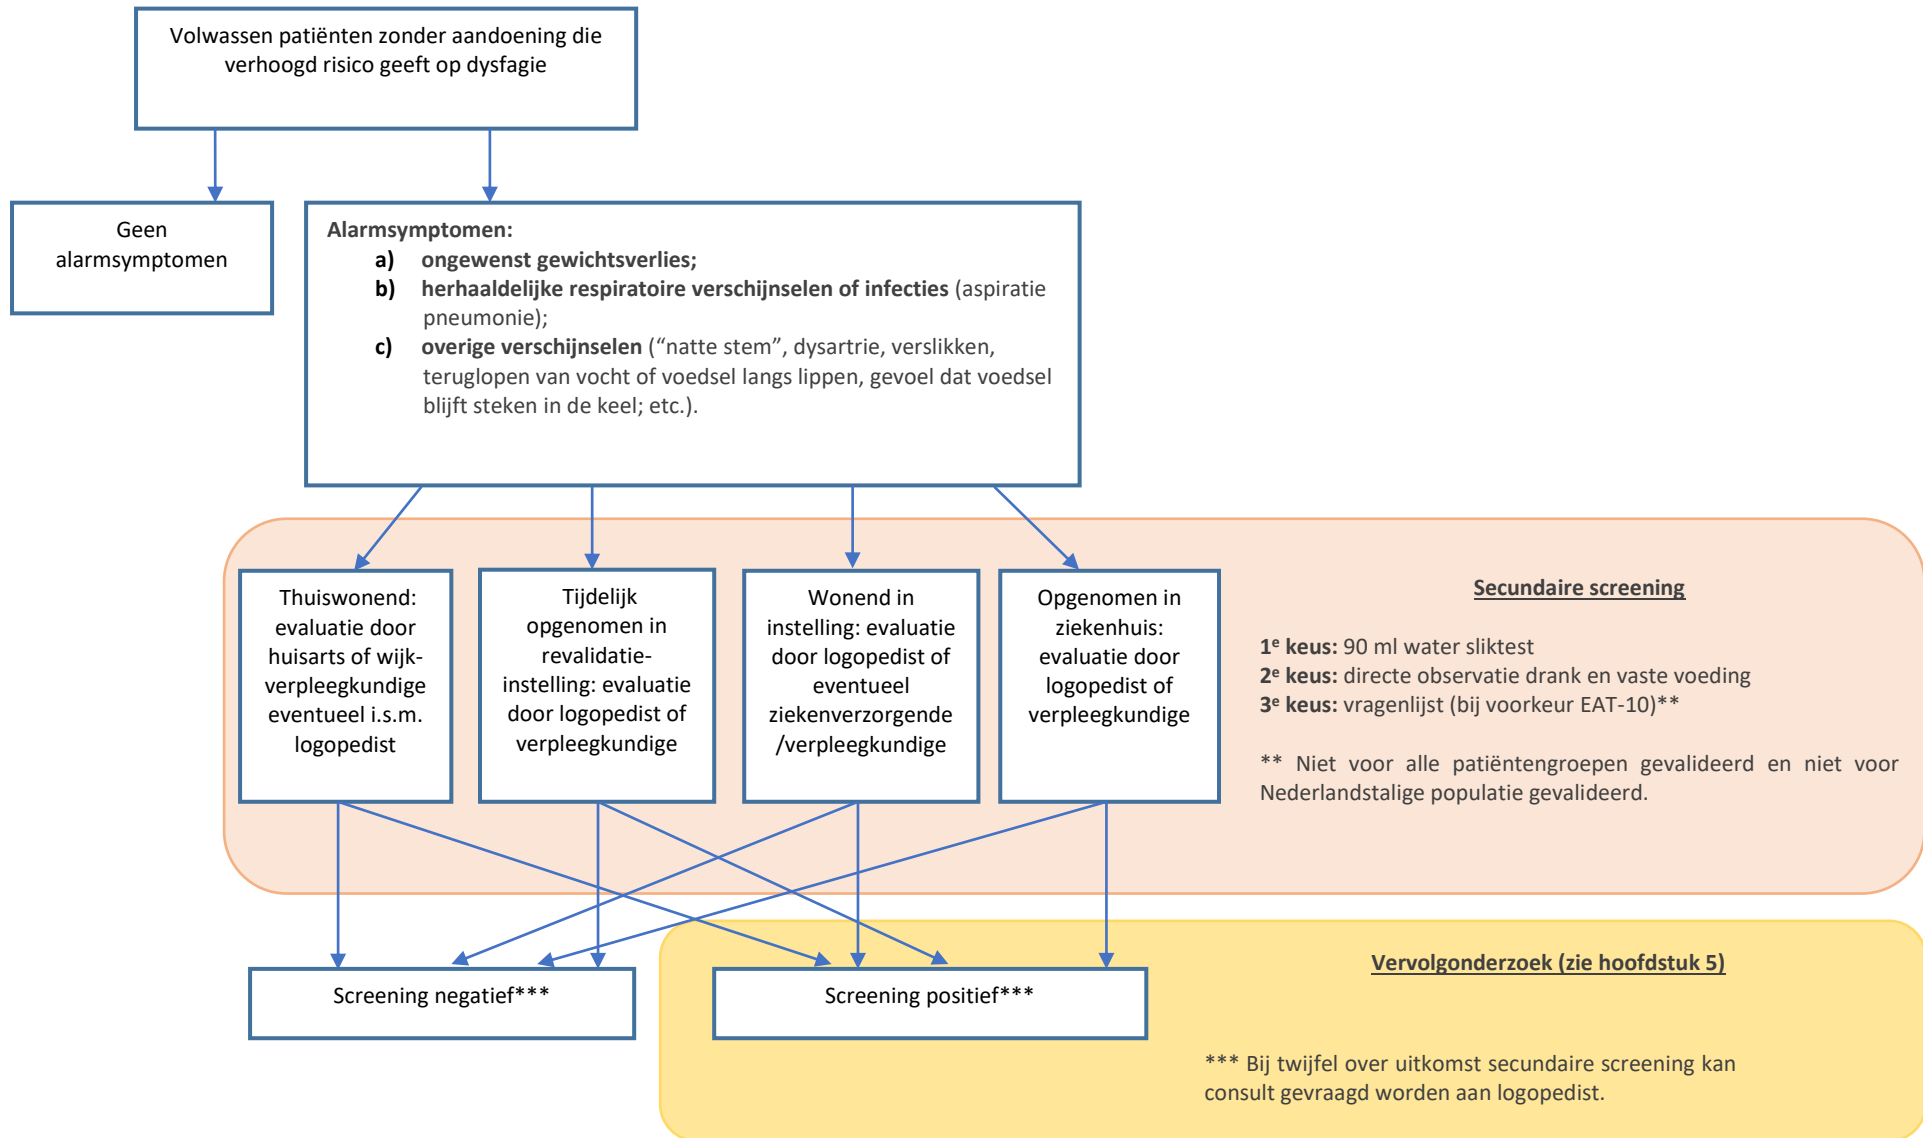 Volwassen patiënten zonder aandoening die
verhoogd risico geeft op dysfagie
Geen
alarmsymptomen
Alarmsymptomen:
a) ongewenst gewichtsverlies;
b) herhaaldelijke respiratoire verschijnselen of infecties (aspiratie
pneumonie);
c) overige verschijnselen (“natte stem”, dysartrie, verslikken,
teruglopen van vocht of voedsel langs lippen, gevoel dat voedsel
blijft steken in de keel; etc.).
Thuiswonend:
evaluatie door
huisarts of wijk-
verpleegkundige
eventueel i.s.m.
logopedist
Tijdelijk
opgenomen in
revalidatie-
instelling: evaluatie
door logopedist of
verpleegkundige
Wonend in
instelling: evaluatie
door logopedist of
eventueel
ziekenverzorgende
/verpleegkundige
Opgenomen in
ziekenhuis:
evaluatie door
logopedist of
verpleegkundige
Secundaire screening
1e keus: 90 ml water sliktest
2e keus: directe observatie drank en vaste voeding
3e keus: vragenlijst (bij voorkeur EAT-10)**
** Niet voor alle patiëntengroepen gevalideerd en niet voor
Nederlandstalige populatie gevalideerd.
Screening negatief***
Screening positief***
Vervolgonderzoek (zie hoofdstuk 5)
*** Bij twijfel over uitkomst secundaire screening kan
consult gevraagd worden aan logopedist.